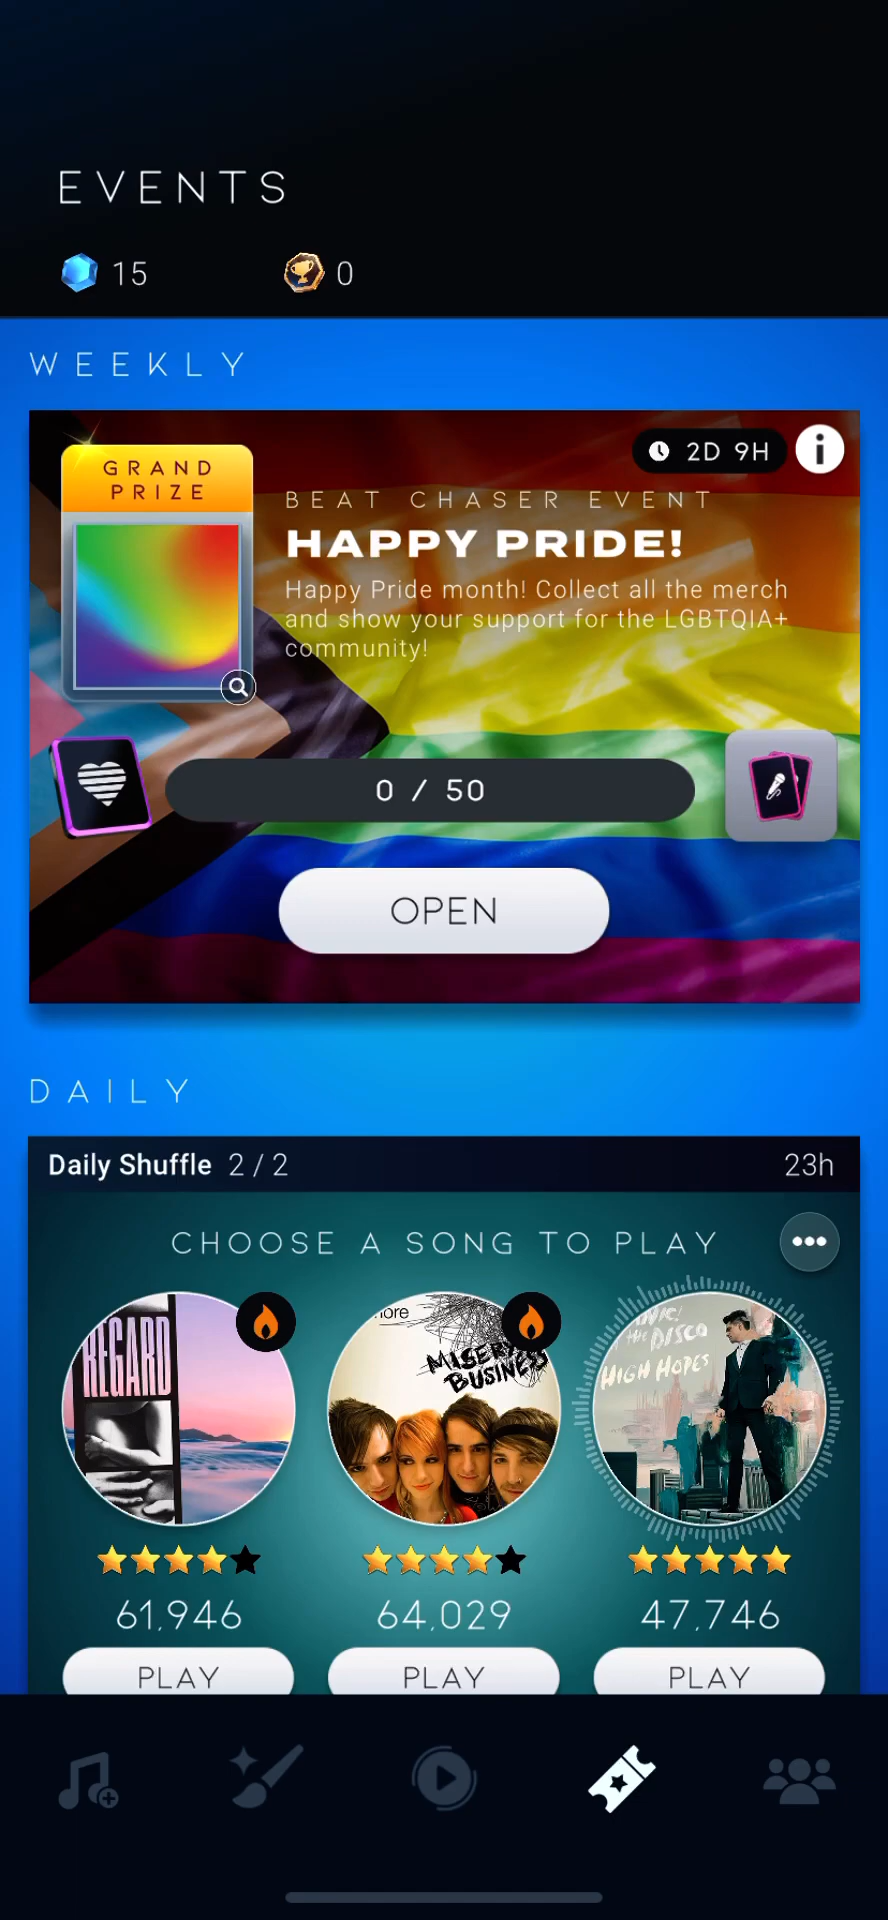 EVENTS
15
0
WEEKLY
GRAND
PRIZE
2D 9H
BEAT CHASER EVENT
HAPPY PRIDE!
Happy Pride month! Collect all the merch
and show your support for the LGBTQIA+
community!
0 / 50
OPEN
DAILY
Daily Shuffle 2 / 2
23h
CHOOSE A SONG TO PLAY
REGARD
MISERY
BUSINESS
THE DISCO
HIGH HOPES
61,946
64,029
47,746
PLAY
PLAY
PLAY